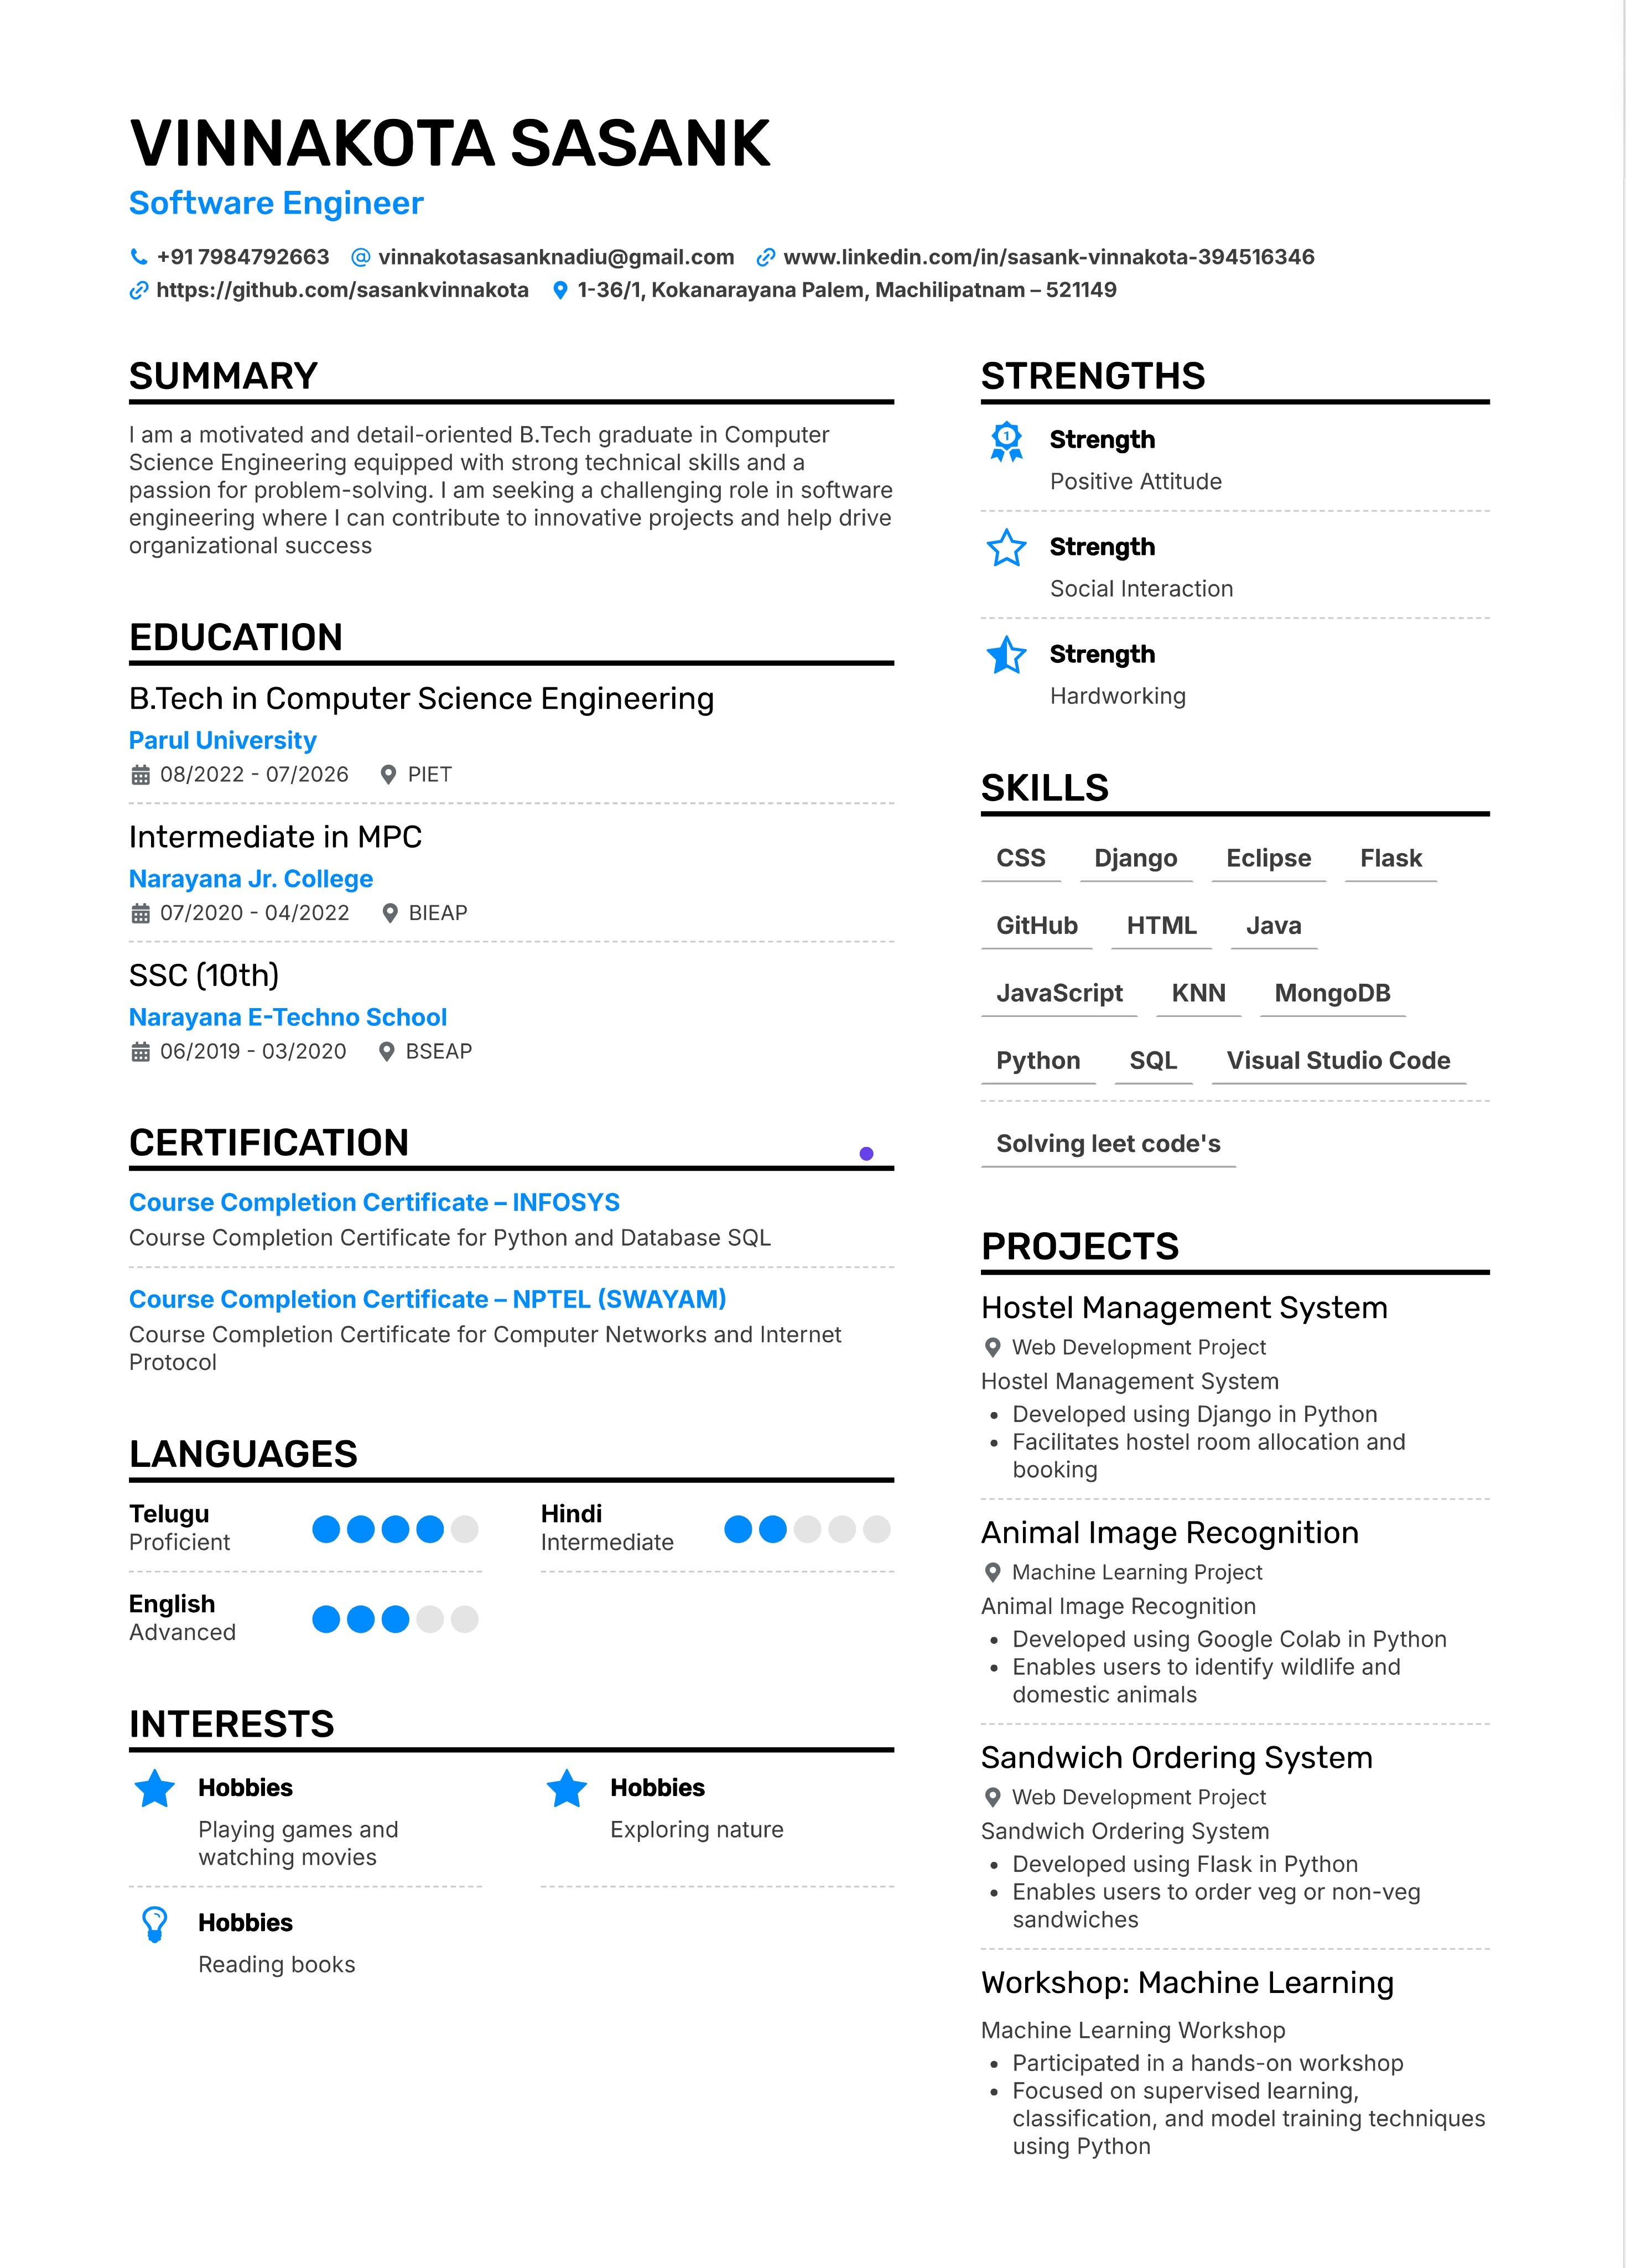 VINNAKOTA SASANK
Software Engineer
+91 7984792663 vinnakotasasanknadiu@gmail.com www.linkedin.com/in/sasank-vinnakota-394516346
https://github.com/sasankvinnakota 1-36/1, Kokanarayana Palem, Machilipatnam – 521149
SUMMARY
I am a motivated and detail-oriented B.Tech graduate in Computer
Science Engineering equipped with strong technical skills and a
passion for problem-solving. I am seeking a challenging role in software
engineering where I can contribute to innovative projects and help drive
organizational success
EDUCATION
B.Tech in Computer Science Engineering
Parul University
08/2022 - 07/2026 PIET
Intermediate in MPC
Narayana Jr. College
07/2020 - 04/2022 BIEAP
SSC (10th)
Narayana E-Techno School
06/2019 - 03/2020 BSEAP
CERTIFICATION
Course Completion Certificate – INFOSYS
Course Completion Certificate for Python and Database SQL
Course Completion Certificate – NPTEL (SWAYAM)
Course Completion Certificate for Computer Networks and Internet
Protocol
LANGUAGES
Telugu
Proficient
Hindi
Intermediate
English
Advanced
INTERESTS
Hobbies
Playing games and
watching movies
Hobbies
Exploring nature
Hobbies
Reading books
STRENGTHS
1
Strength
Positive Attitude
Strength
Social Interaction
Strength
Hardworking
SKILLS
CSS Django Eclipse Flask
GitHub HTML Java
JavaScript KNN MongoDB
Python SQL Visual Studio Code
Solving leet code's
PROJECTS
Hostel Management System
Web Development Project
Hostel Management System
• Developed using Django in Python
• Facilitates hostel room allocation and
booking
Animal Image Recognition
Machine Learning Project
Animal Image Recognition
• Developed using Google Colab in Python
• Enables users to identify wildlife and
domestic animals
Sandwich Ordering System
Web Development Project
Sandwich Ordering System
• Developed using Flask in Python
• Enables users to order veg or non-veg
sandwiches
Workshop: Machine Learning
Machine Learning Workshop
• Participated in a hands-on workshop
• Focused on supervised learning,
classification, and model training techniques
using Python